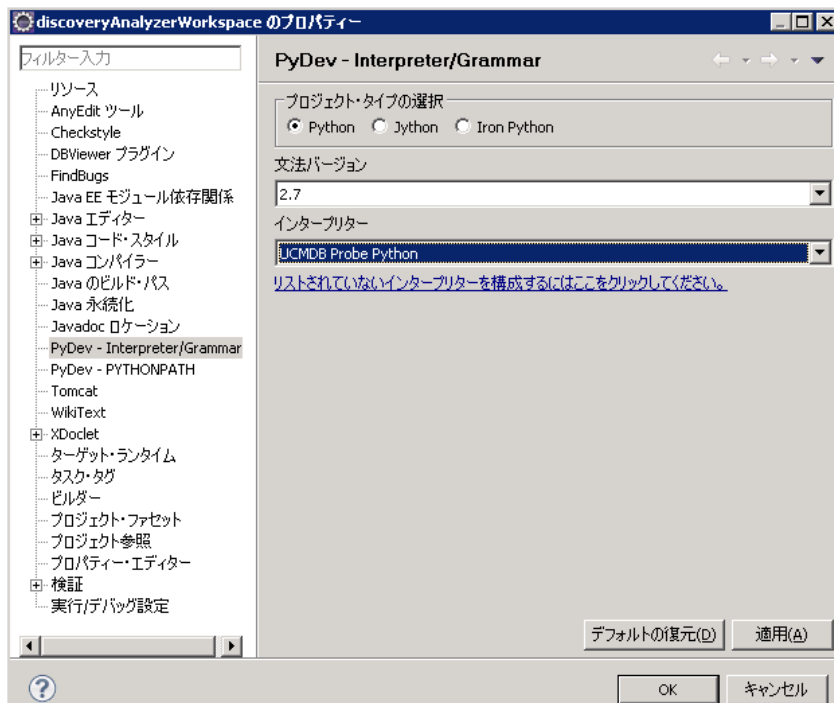 discoveryAnalyzerWorkspace のプロパティー
フィルター入力
リソース
AnyEdit ツール
Checkstyle
DBViewer プラグイン
FindBugs
Java EE モジュール依存関係
Java エディター
Java コード・スタイル
Java コンパイラー
Java のビルド・パス
Java 永続化
Javadoc ロケーション
PyDev - Interpreter/Grammar
PyDev - PYTHONPATH
Tomcat
WikiText
XDoclet
ターゲット・ランタイム
タスク・タグ
ビルダー
プロジェクト・ファセット
プロジェクト参照
プロパティー・エディター
検証
実行/デバッグ設定
PyDev - Interpreter/Grammar
プロジェクト・タイプの選択
Python Jython Iron Python
文法バージョン
2.7
インタープリター
UCMDB Probe Python
リストされていないインタープリターを構成するにはここをクリックしてください。
デフォルトの復元(D) 適用(A)
OK キャンセル